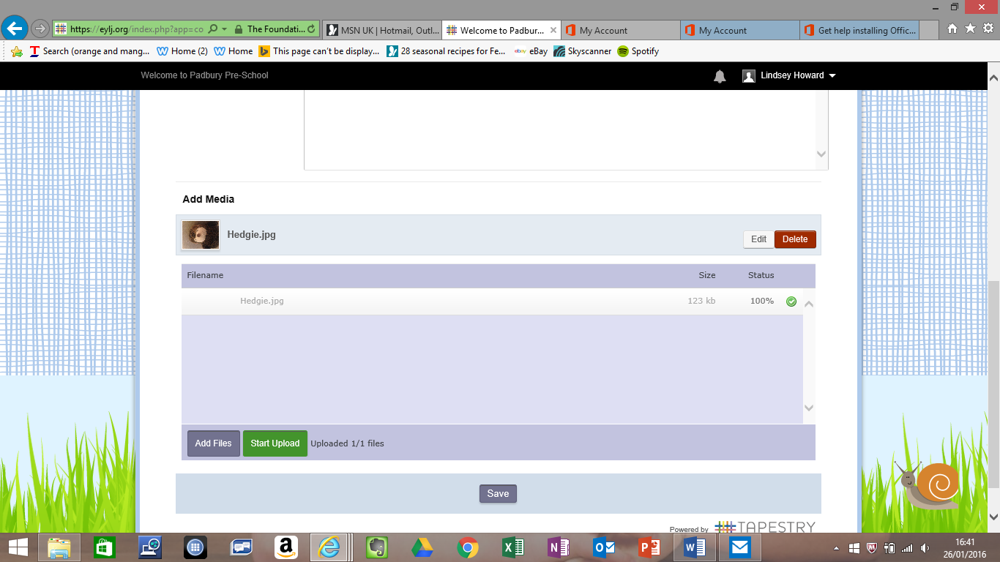 https://eylj.org/index.php?app=co
The Foundati...
MSN UK | Hotmail, Outl...
Welcome to Padbury...
My Account
My Account
Get help installing Offic...
Search (orange and mang...
Home (2)
Home
This page can't be display...
28 seasonal recipes for Fe...
ebay
eBay
Skyscanner
Spotify
Welcome to Padbury Pre-School
Lindsey Howard
Add Media
Hedgie.jpg
Edit
Delete
Filename
Size
Status
Hedgie.jpg
123 kb
100%
Add Files
Start Upload
Uploaded 1/1 files
Save
Powered by
TAPESTRY
16:41
26/01/2016